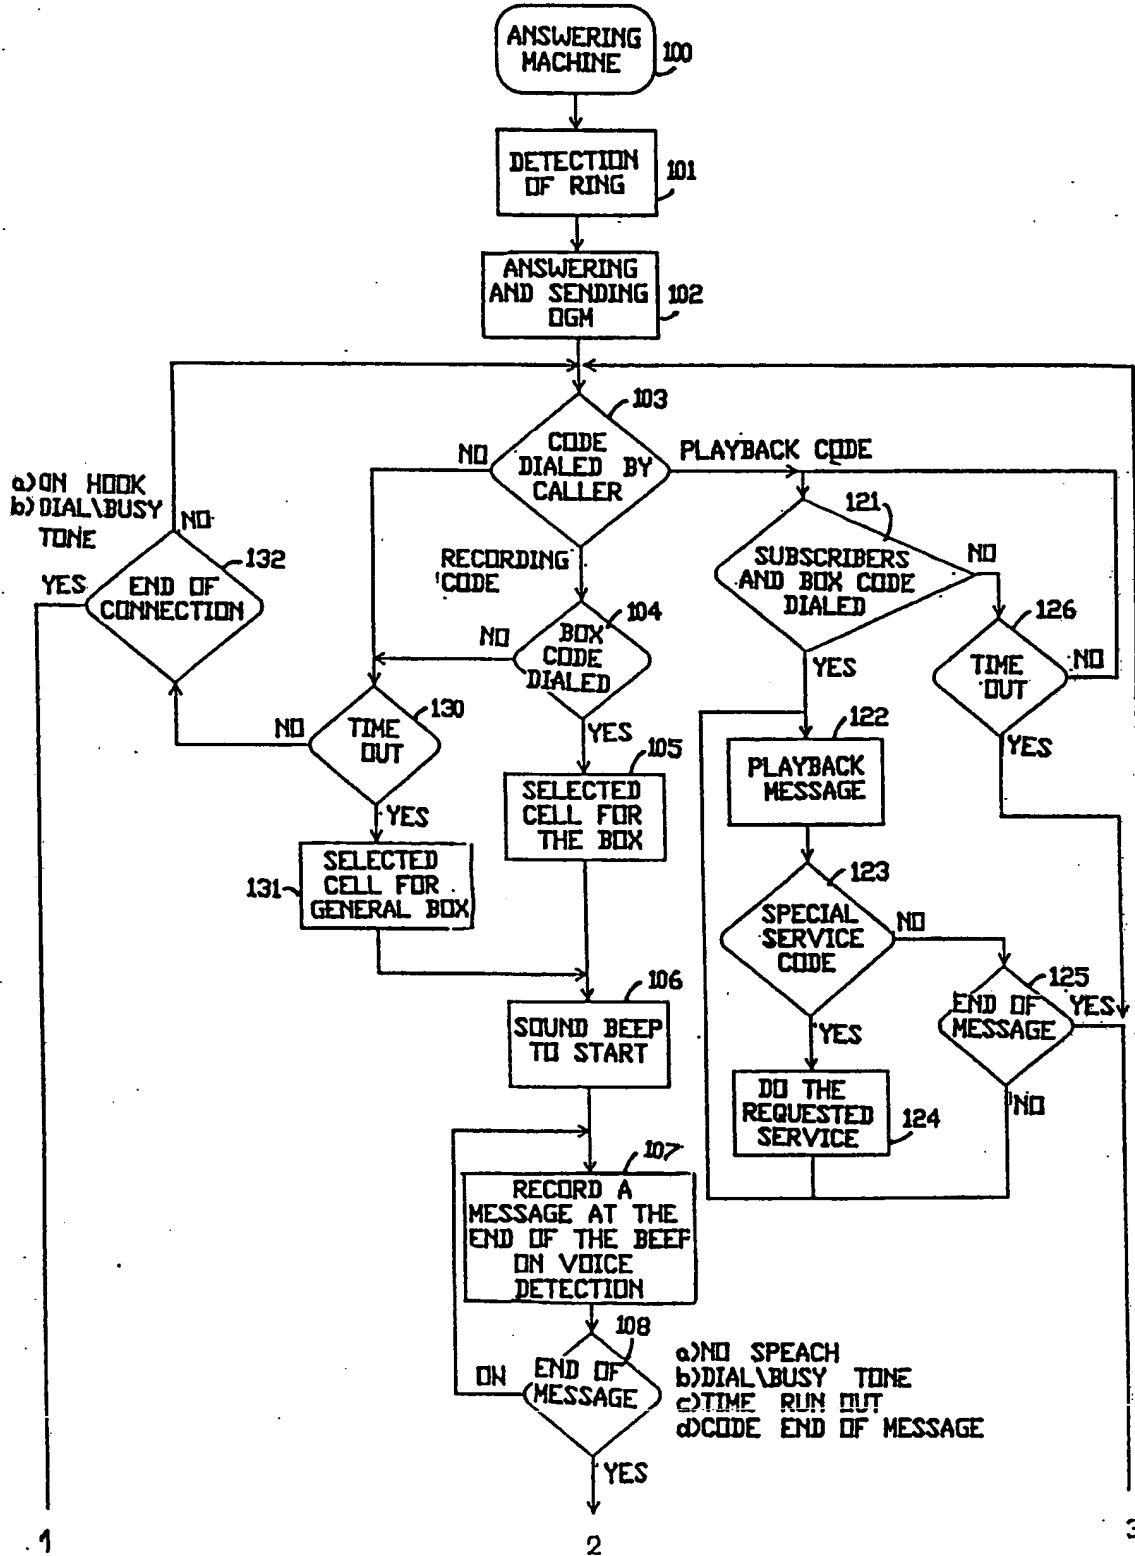 ANSWERING
MACHINE
100
DETECTION
OF RING
101
ANSWERING
AND SENDING
OGM
102
103
CODE
DIALED BY
CALLER
NO
PLAYBACK CODE
a) ON HOOK
b) DIAL\BUSY
TONE
NO
132
YES
END OF
CONNECTION
RECORDING
CODE
121
SUBSCRIBERS
AND BOX CODE
DIALED
NO
104
BOX
CODE
DIALED
NO
126
TIME
OUT
NO
YES
YES
130
TIME
OUT
NO
YES
YES
122
PLAYBACK
MESSAGE
105
SELECTED
CELL FOR
THE BOX
131
SELECTED
CELL FOR
GENERAL BOX
123
SPECIAL
SERVICE
CODE
NO
YES
125
END OF
MESSAGE
YES
NO
106
SOUND BEEP
TO START
DO THE
REQUESTED
SERVICE
124
107
RECORD A
MESSAGE AT THE
END OF THE BEEF
ON VOICE
DETECTION
108
END OF
MESSAGE
ON
YES
a) NO SPEACH
b) DIAL\BUSY TONE
c) TIME RUN OUT
d) CODE END OF MESSAGE
1
2
3